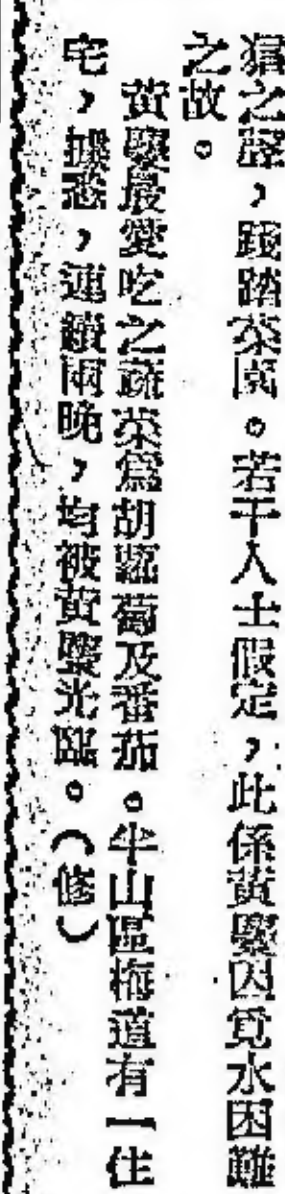 猖之, 踐踏菜園。若干人士假定,此係黃麖因覓水困難
之故。
黃麖最愛吃之蔬菜為胡蘿蔔及番茄。半山區梅道有一住
宅,據悉,連續兩晚,均被黃麖光臨。(修)